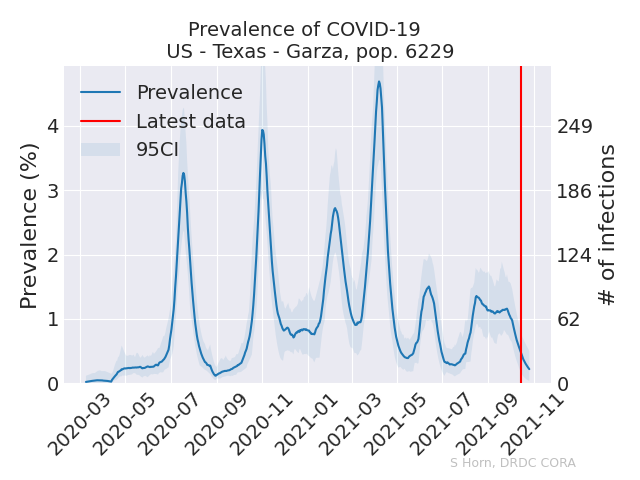 Prevalence of COVID-19
US - Texas - Garza, pop. 6229
Prevalence
Latest data
95CI
Prevalence (%)
4
3
2
1
0
249
186
124
62
0
# of infections
2020-03
2020-05
2020-07
2020-09
2020-11
2021-01
2021-03
2021-05
2021-07
2021-09
2021-11
S Horn, DRDC CORA